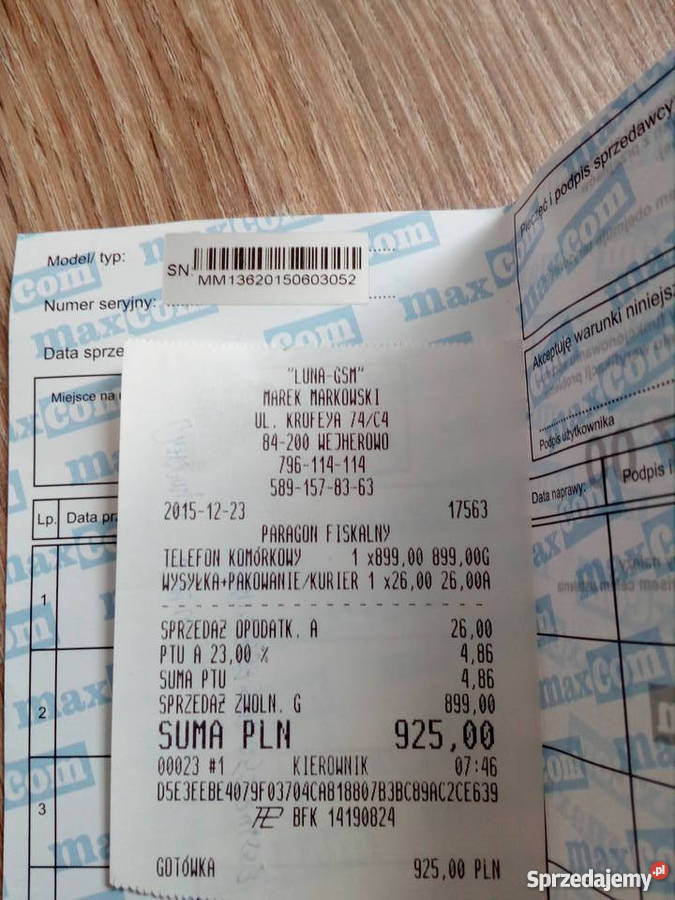 Model/ typ:
SN
MM13620150603052
Numer seryjny:
Data sprze
Miejsce na
Lp. Data
1
2
3
maxcom
Pieczęć i podpis sprzedawcy
Akceptuję warunki niniejsz
Podpis użytkownika
Data naprawy:
Podpis i
"LUNA-GSM"
MAREK MARKOWSKI
UL. KROFEYA 74/C4
84-200 WEJHEROWO
796-114-114
589-157-83-63
2015-12-23 17563
PARAGON FISKALNY
TELEFON KOMÓRKOWY 1 x899,00 899,00G
WYSYŁKA+PAKOWANIE/KURIER 1 x26,00 26,00A
SPRZEDAŻ OPODATK. A 26,00
PTU A 23,00 % 4,86
SUMA PTU 4,86
SPRZEDAŻ ZWOLN. G 899,00
SUMA PLN 925,00
00023 #1 KIEROWNIK 07:46
D5E3EEBE4079F03704CA818807B3BC89AC2CE639
BFK 14190824
GOTÓWKA 925,00 PLN
Sprzedajemy.pl